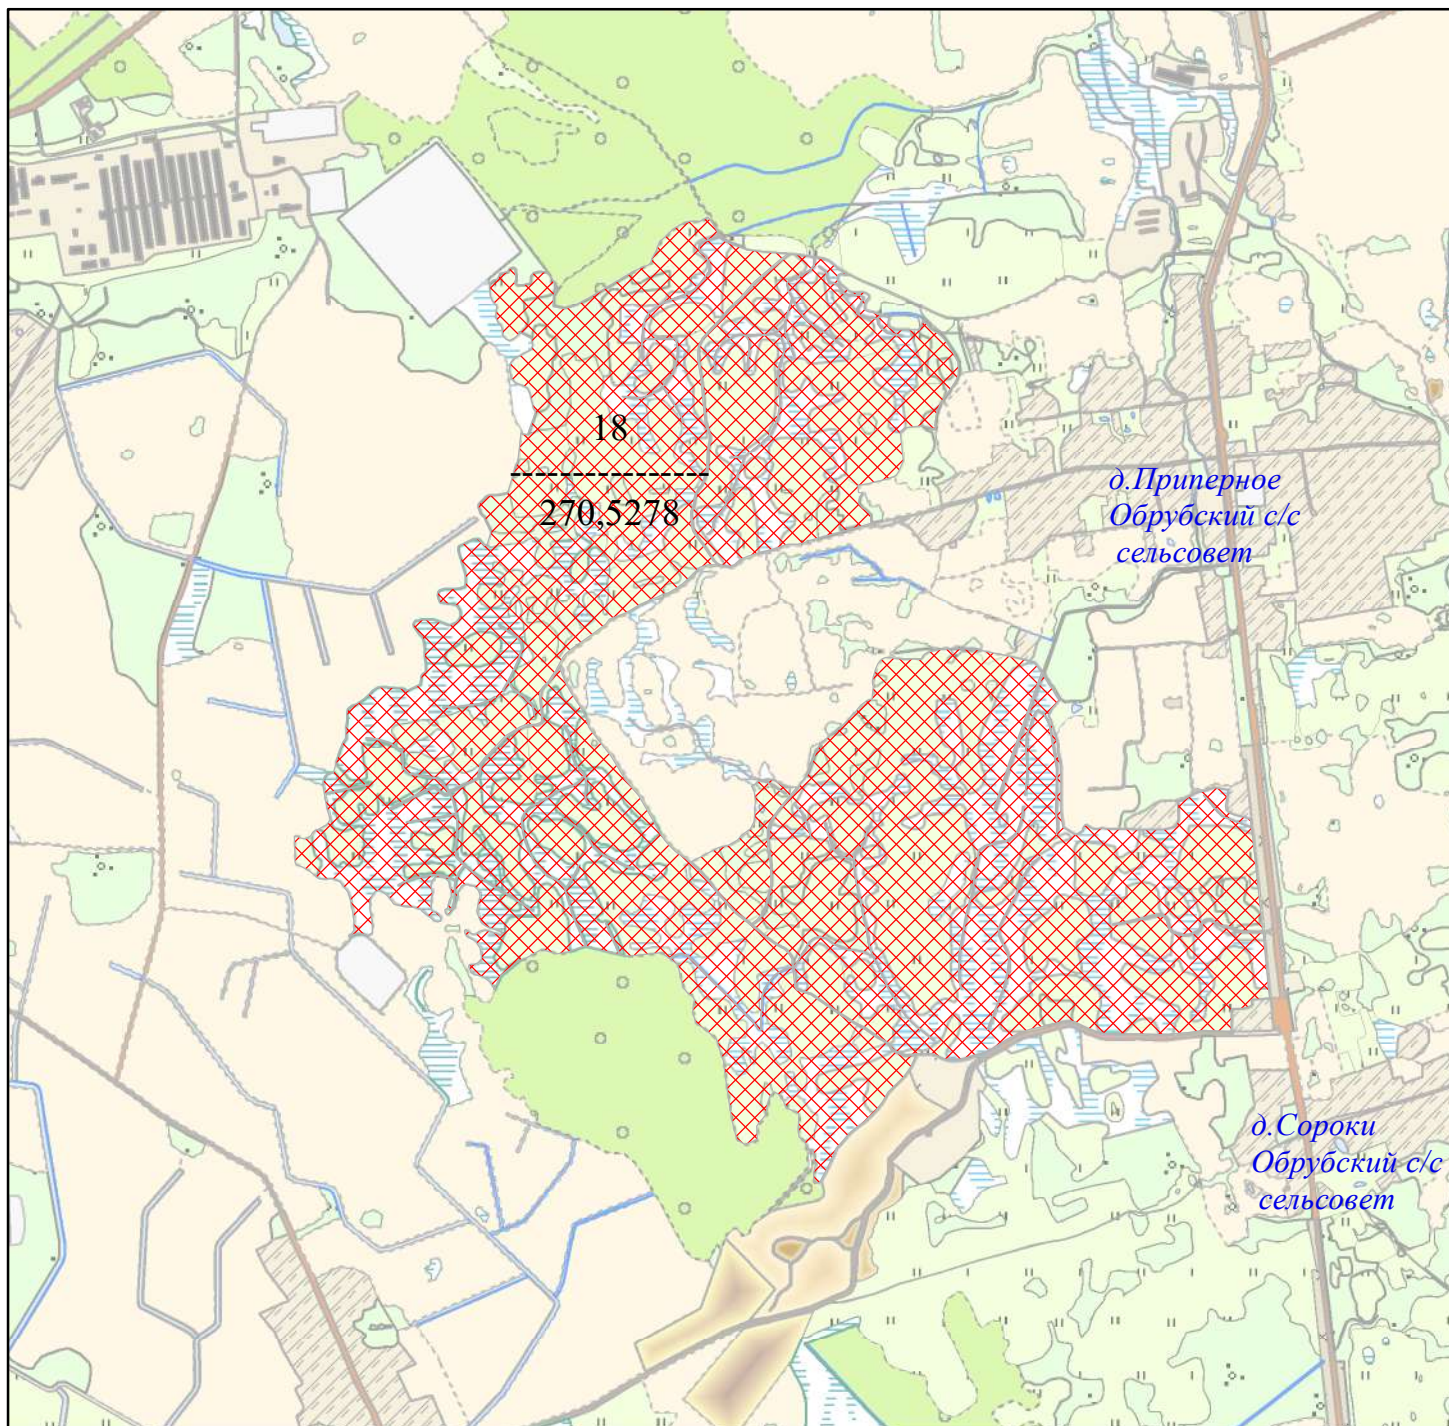 18
270,5278
д.Приперное
Обрубский с/с
сельсовет
д.Сороки
Обрубский с/с
сельсовет